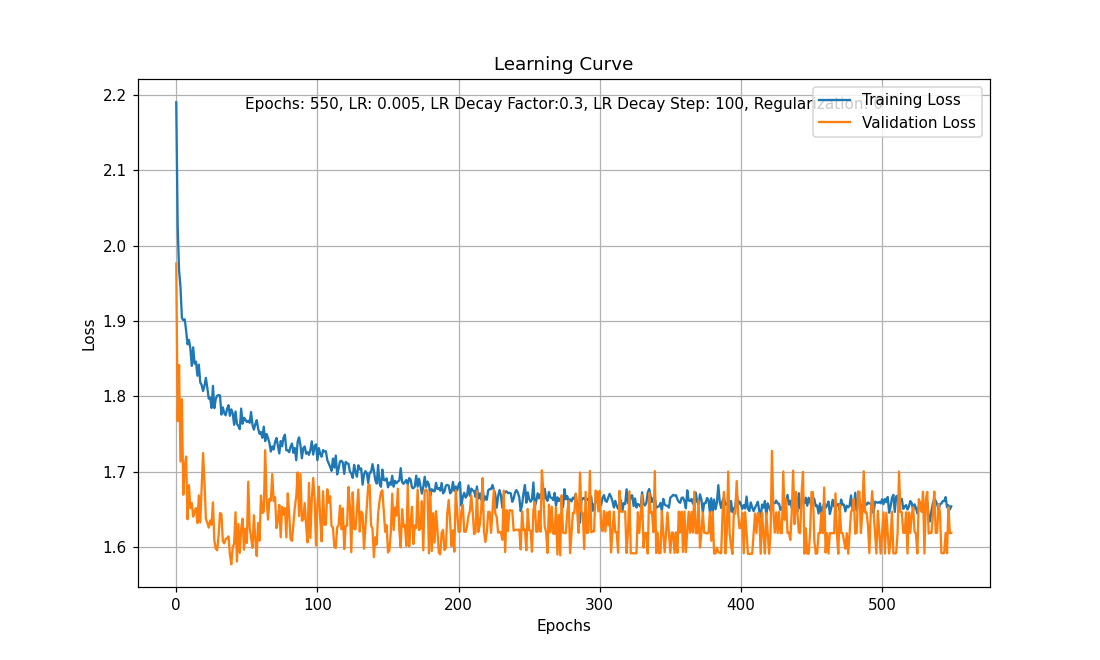 Learning Curve
Epochs: 550, LR: 0.005, LR Decay Factor:0.3, LR Decay Step: 100, Regularization: 0
Training Loss
Validation Loss
2.2
2.1
2.0
1.9
1.8
1.7
1.6
Loss
0
100
200
300
400
500
Epochs